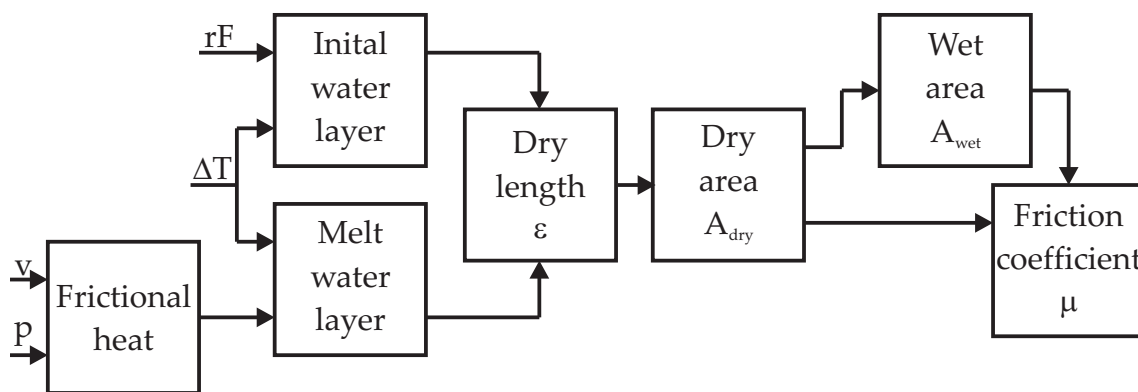 rF
Inital
water
layer
ΔT
Melt
water
layer
v
p
Frictional
heat
Dry
length
ε
Dry
area
A_dry
Wet
area
A_wet
Friction
coefficient
μ